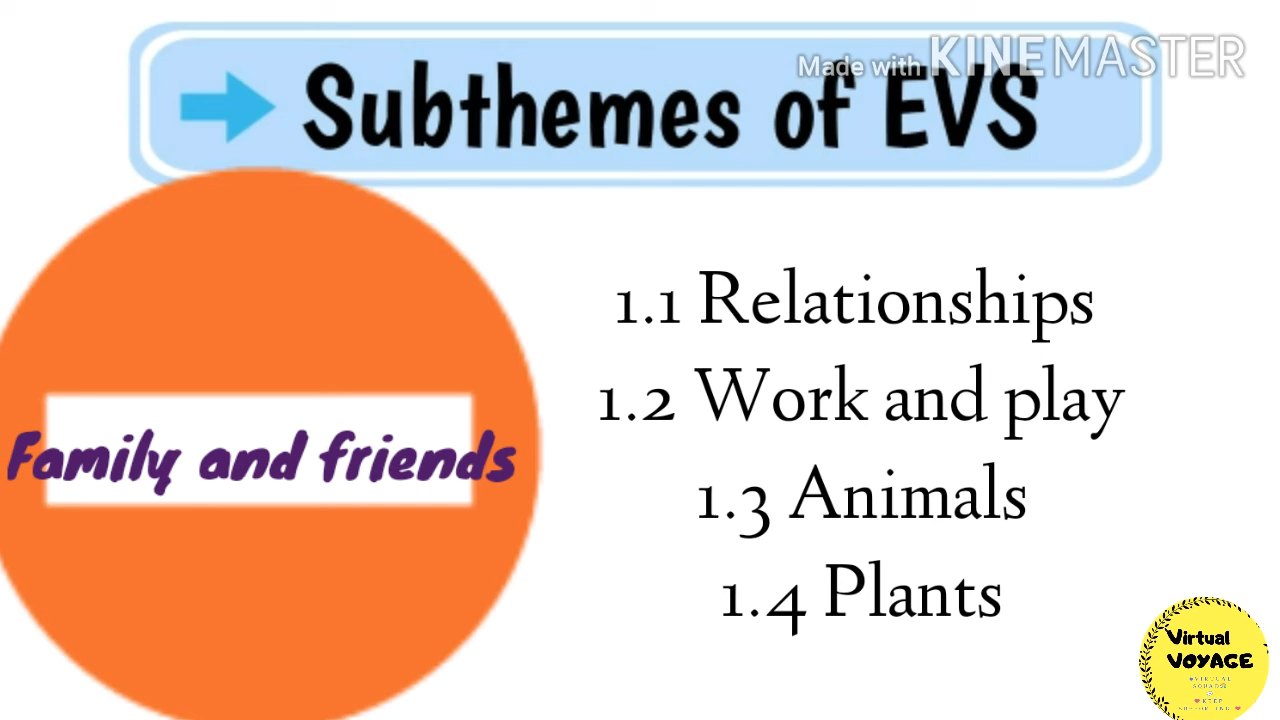 Made with KINEMASTER
Subthemes of EVS
Family and friends
1.1 Relationships
1.2 Work and play
1.3 Animals
1.4 Plants
Virtual
VOYAGE